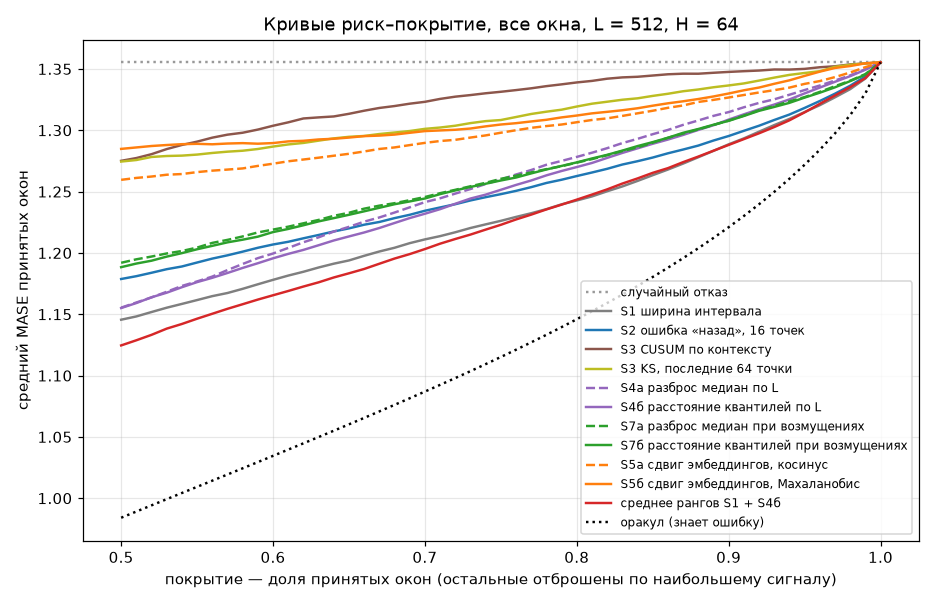 Кривые риск–покрытие, все окна, L = 512, H = 64
средний MASE принятых окон
1.35
1.30
1.25
1.20
1.15
1.10
1.05
1.00
случайный отказ
S1 ширина интервала
S2 ошибка «назад», 16 точек
S3 CUSUM по контексту
S3 KS, последние 64 точки
S4а разброс медиан по L
S4б расстояние квантилей по L
S7а разброс медиан при возмущениях
S7б расстояние квантилей при возмущениях
S5а сдвиг эмбеддингов, косинус
S5б сдвиг эмбеддингов, Махаланобис
среднее рангов S1 + S4б
оракул (знает ошибку)
0.5 0.6 0.7 0.8 0.9 1.0
покрытие — доля принятых окон (остальные отброшены по наибольшему сигналу)